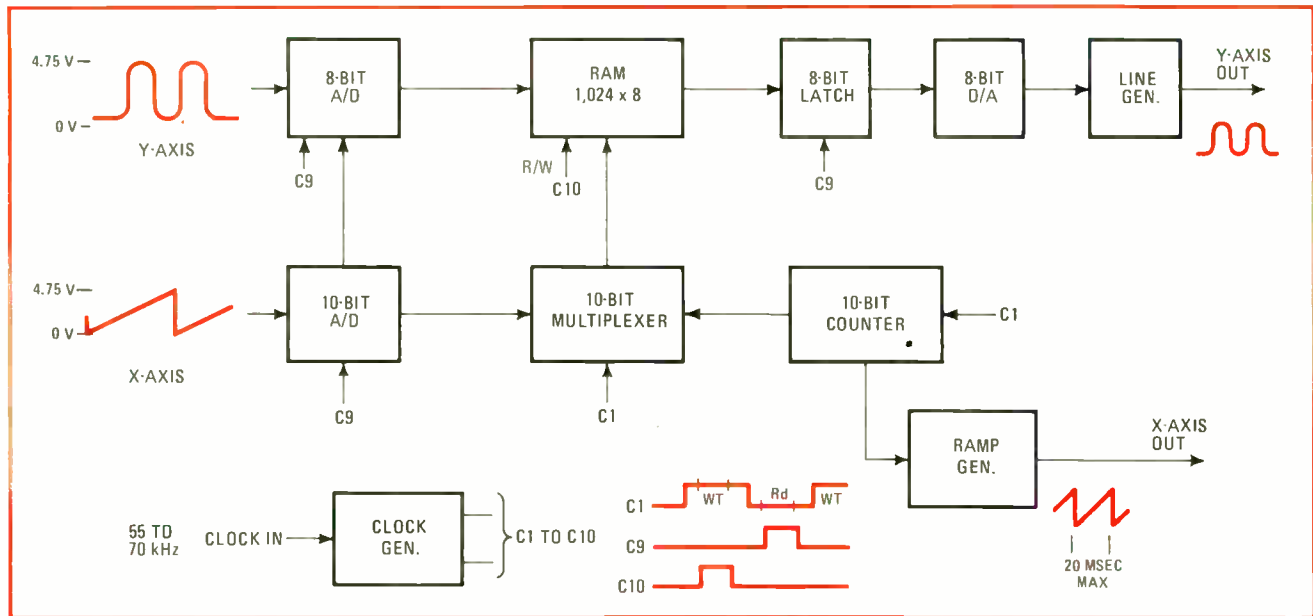 4.75 V
0 V
Y-AXIS
8-BIT
A/D
C9
RAM
1,024 x 8
R/W
C10
8-BIT
LATCH
C9
8-BIT
D/A
LINE
GEN.
Y-AXIS
OUT
4.75 V
0 V
X-AXIS
10-BIT
A/D
C9
10-BIT
MULTIPLEXER
C1
10-BIT
COUNTER
C1
RAMP
GEN.
X-AXIS
OUT
20 MSEC
MAX
55 TD
70 kHz
CLOCK IN
CLOCK
GEN.
C1 TO C10
C1
WT
Rd
WT
C9
C10